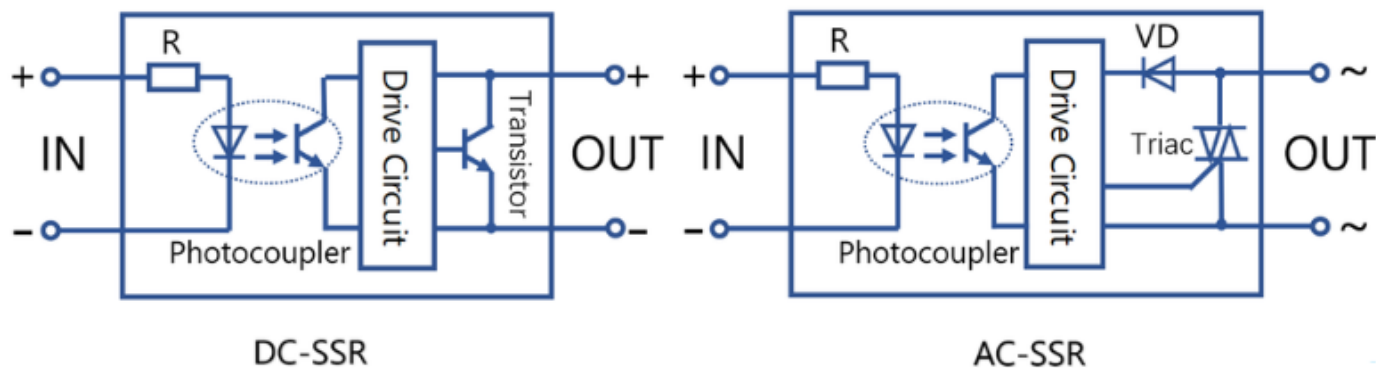 R
+
+
IN
Drive Circuit
Transistor
OUT
-
-
Photocoupler
DC-SSR
R
VD
+
~
IN
Drive Circuit
Triac
OUT
-
~
Photocoupler
AC-SSR